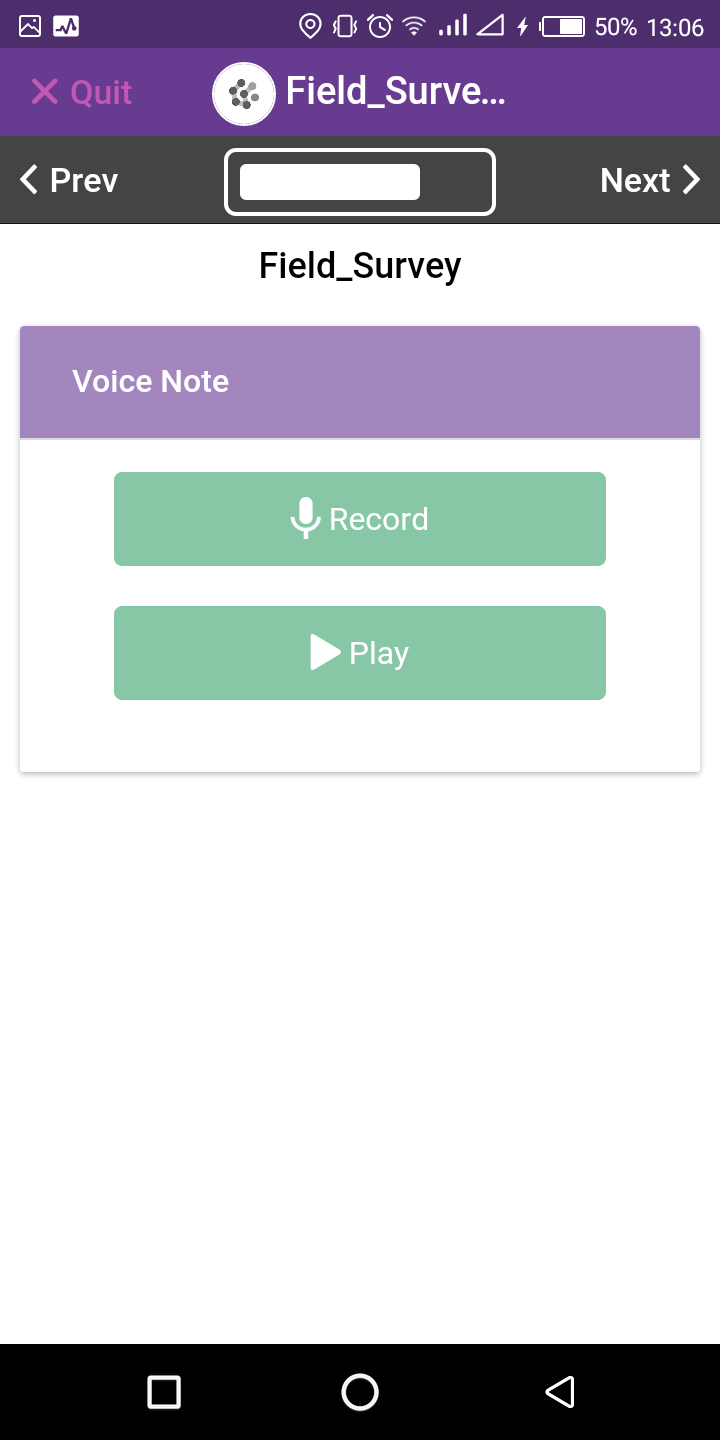 50% 13:06
Quit Field_Surve...
Prev Next
Field_Survey
Voice Note
Record
Play